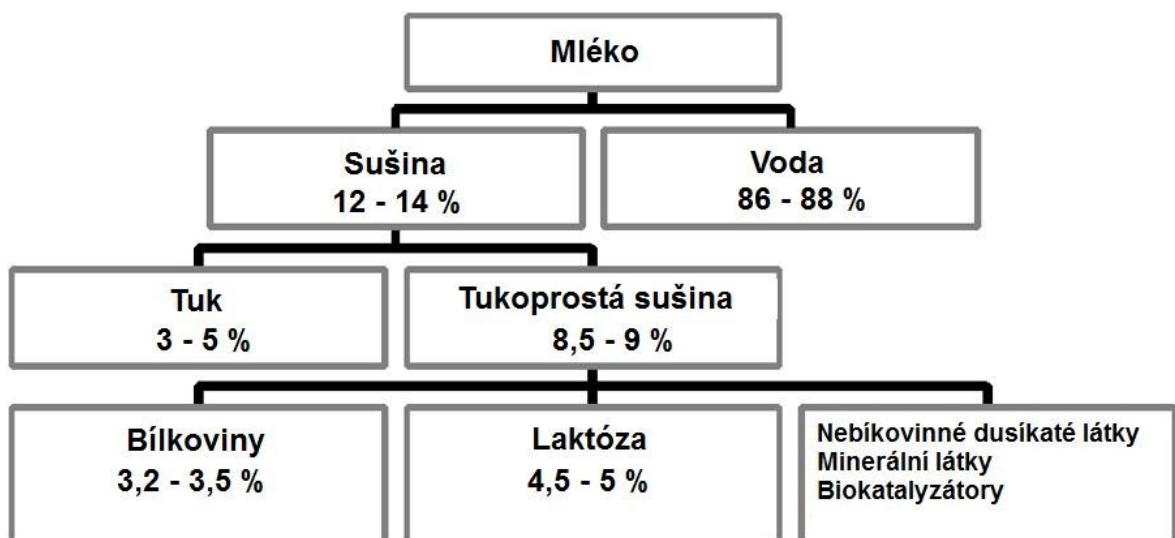 Mléko
Sušina
12 - 14 %
Voda
86 - 88 %
Tuk
3 - 5 %
Tukoprostá sušina
8,5 - 9 %
Bílkoviny
3,2 - 3,5 %
Laktóza
4,5 - 5 %
Nebíkovinné dusíkaté látky
Minerální látky
Biokatalyzátory